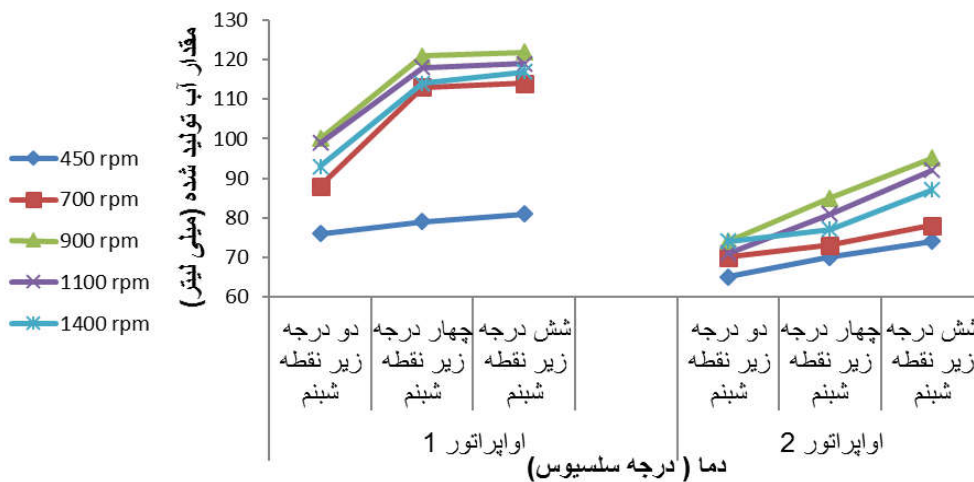 مقدار آب تولید شده (میلی لیتر)
130
120
110
100
90
80
70
60
450 rpm
700 rpm
900 rpm
1100 rpm
1400 rpm
دو درجه
زیر نقطه
شبنم
چهار درجه
زیر نقطه
شبنم
شش درجه
زیر نقطه
شبنم
دو درجه
زیر نقطه
شبنم
چهار درجه
زیر نقطه
شبنم
شش درجه
زیر نقطه
شبنم
اواپراتور 1
اواپراتور 2
دما ( درجه سلسیوس)